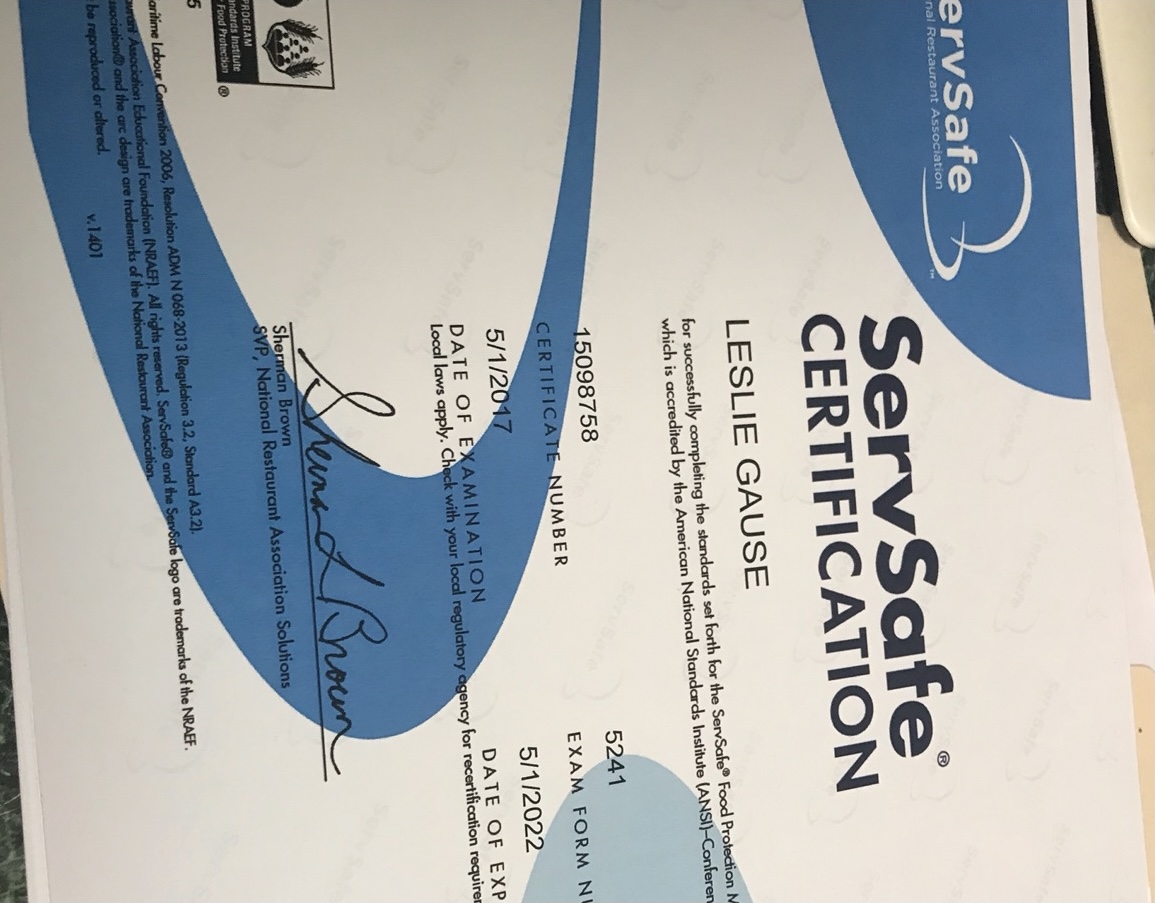 ervSafe
nal Restaurant Association
™
ServSafe®
CERTIFICATION
LESLIE GAUSE
for successfully completing the standards set forth for the ServSafe® Food Protection M
which is accredited by the American National Standards Institute (ANSI)–Conferen
15098758
5241
CERTIFICATE NUMBER
EXAM FORM N
5/1/2017
5/1/2022
DATE OF EXAMINATION
DATE OF EXP
Local laws apply. Check with your local regulatory agency for recertification require
Sherman Brown
Sherman Brown
SVP, National Restaurant Association Solutions
PROGRAM
ndards Institute
Food Protection
®
5
aritime Labour Convention 2006, Resolution ADM N 068-2013 (Regulation 3.2, Standard A3.2).
urant Association Educational Foundation (NRAEF). All rights reserved. ServSafe® and the ServSafe logo are trademarks of the NRAEF.
ssociation® and the arc design are trademarks of the National Restaurant Association.
be reproduced or altered.
v.1401